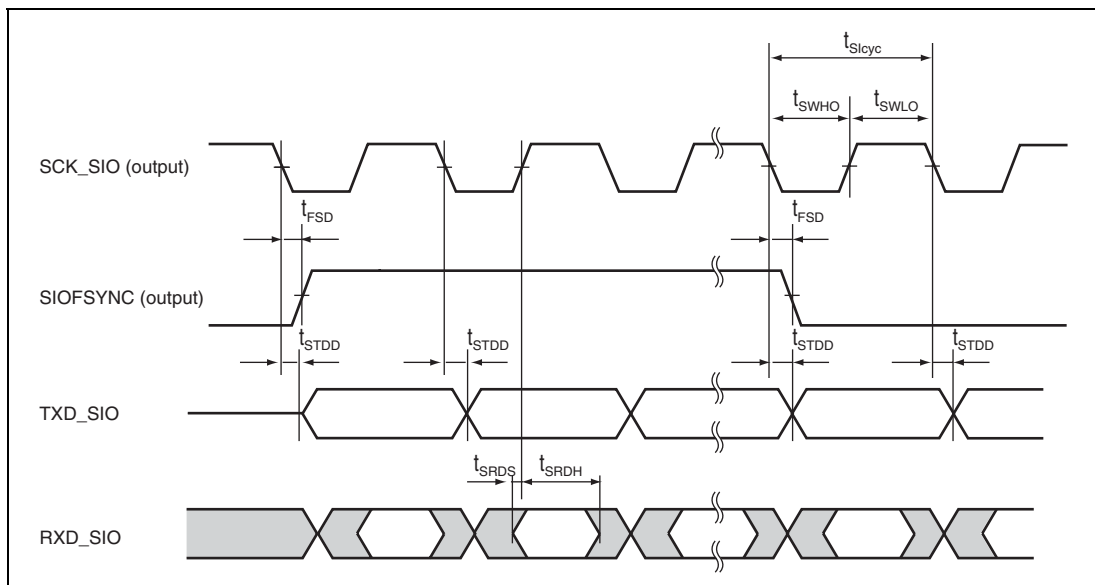 tSIcyc
tSWHO tSWLO
SCK_SIO (output)
tFSD tFSD
SIOFSYNC (output)
tSTDD tSTDD tSTDD tSTDD
TXD_SIO
tSRDS tSRDH
RXD_SIO